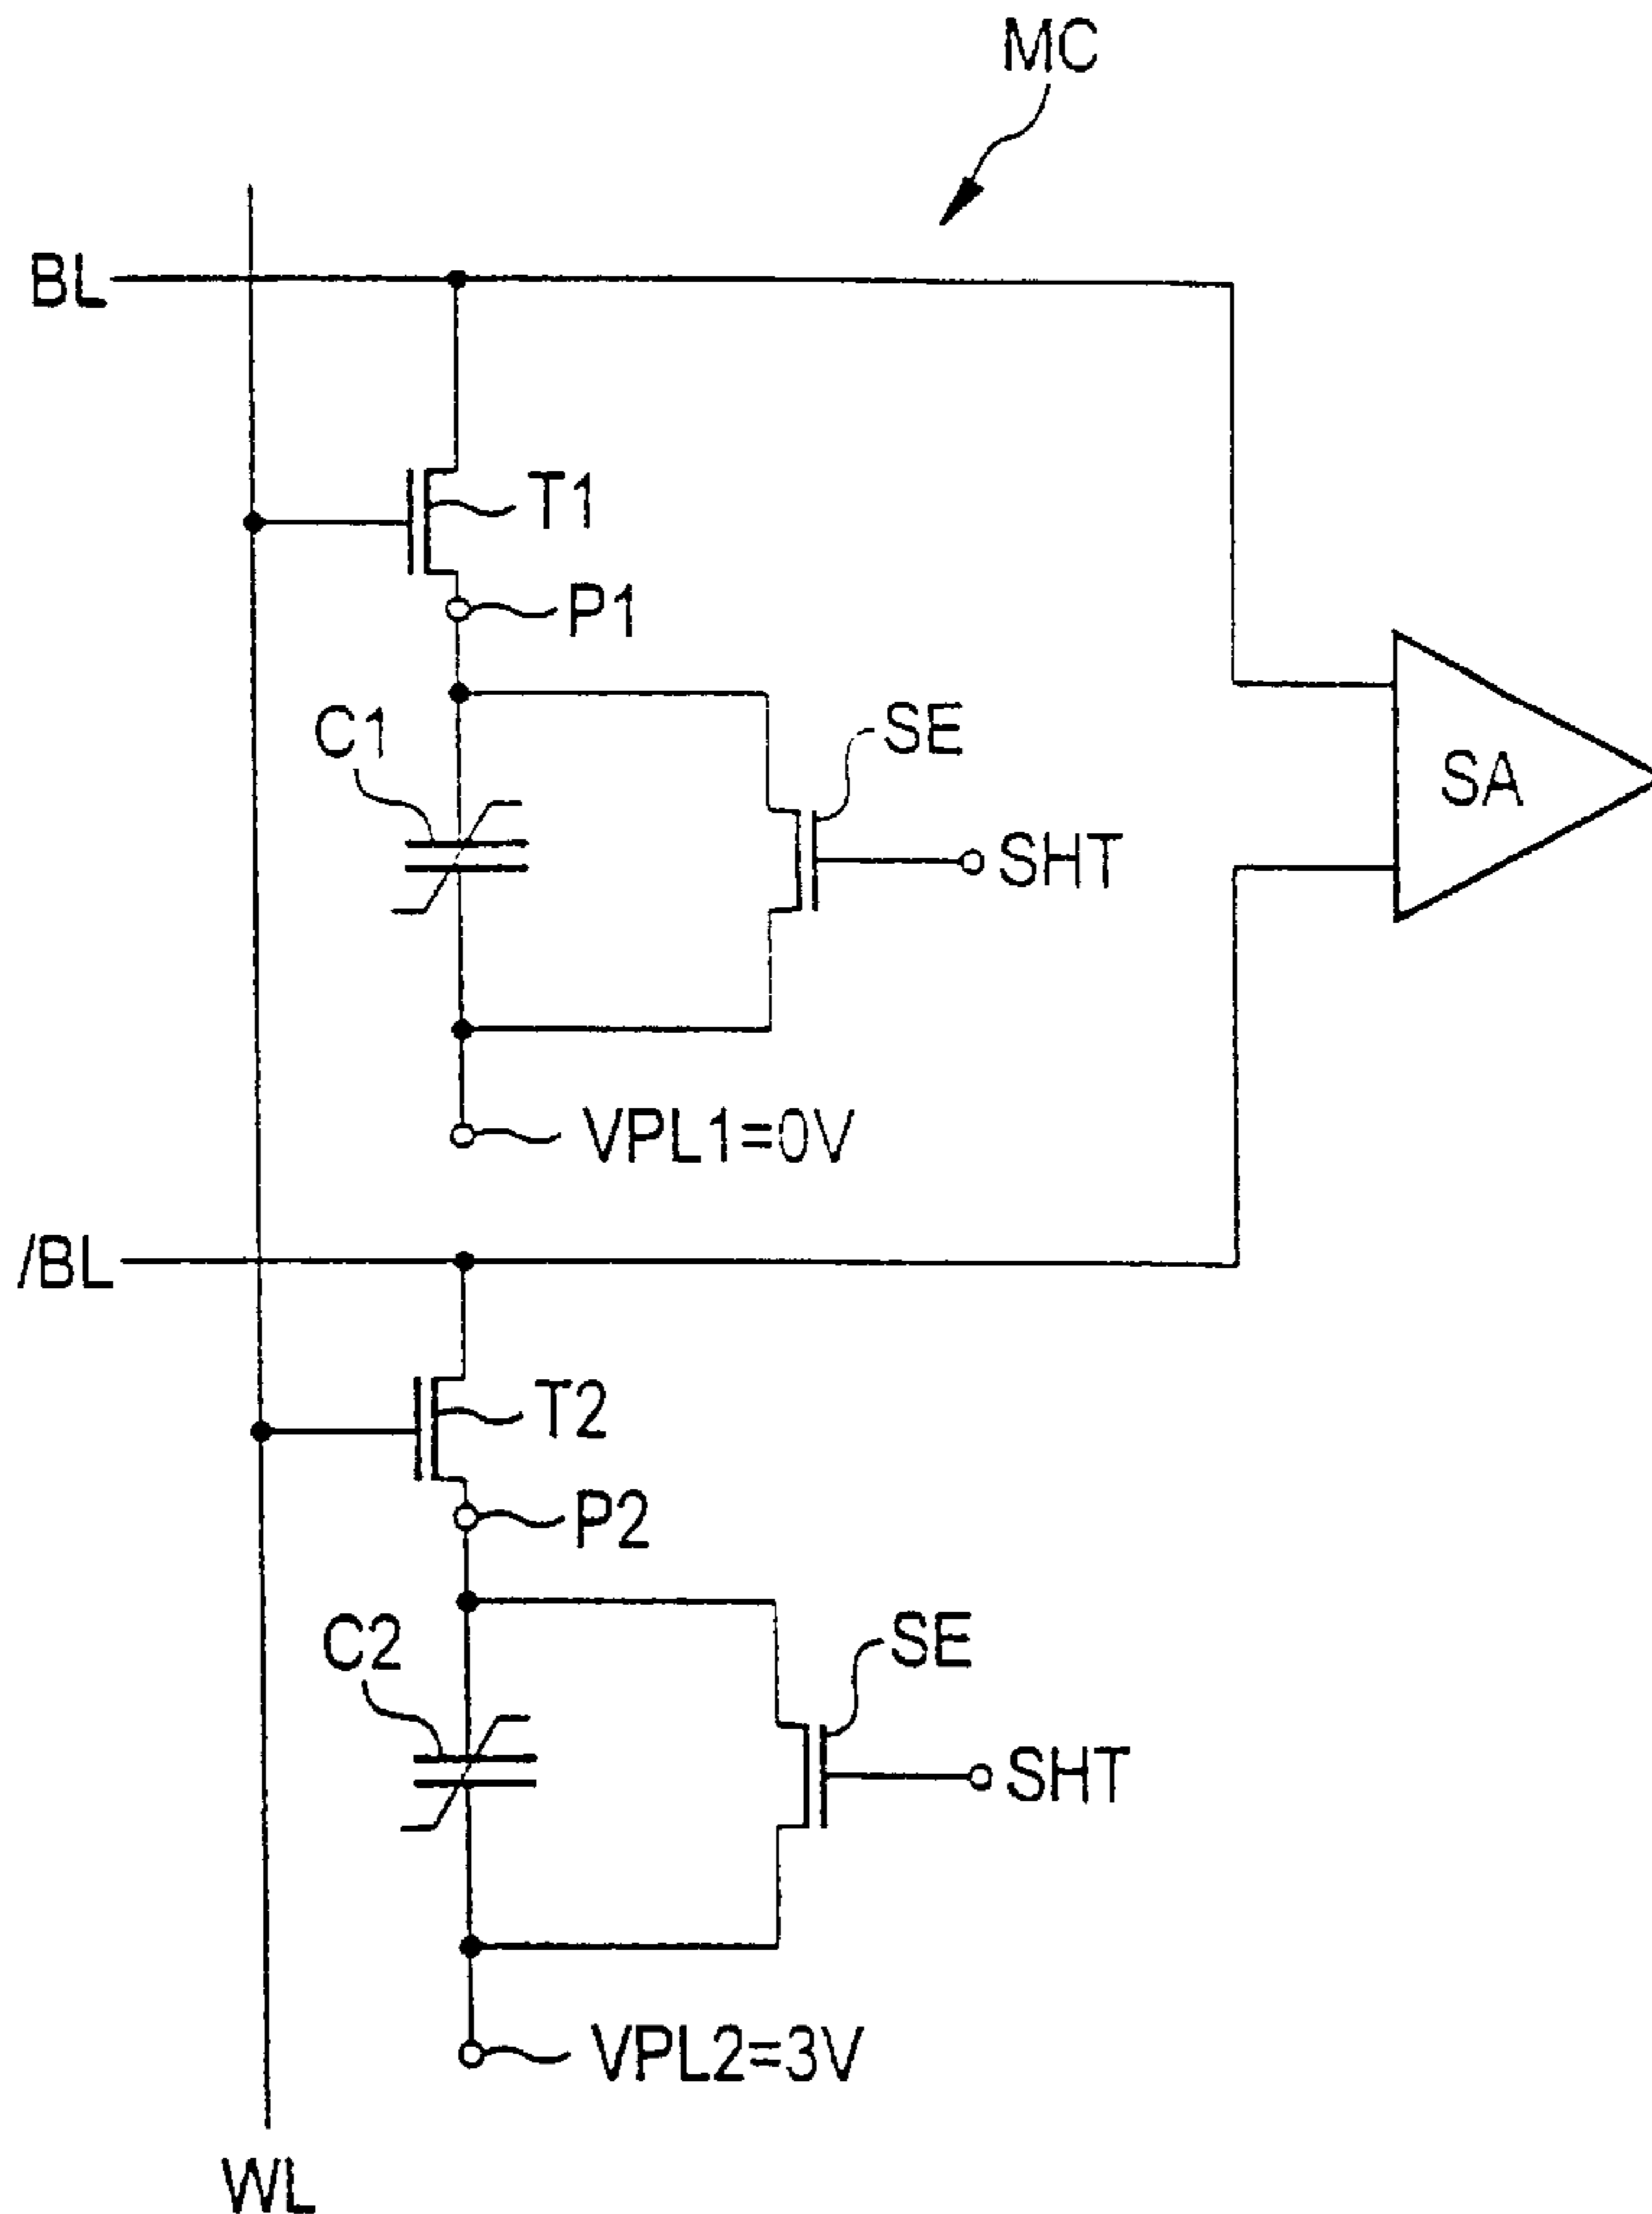 MC
BL
T1
P1
C1
SE
SA
SHT
VPL1=0V
/BL
T2
P2
C2
SE
SHT
VPL2=3V
WL